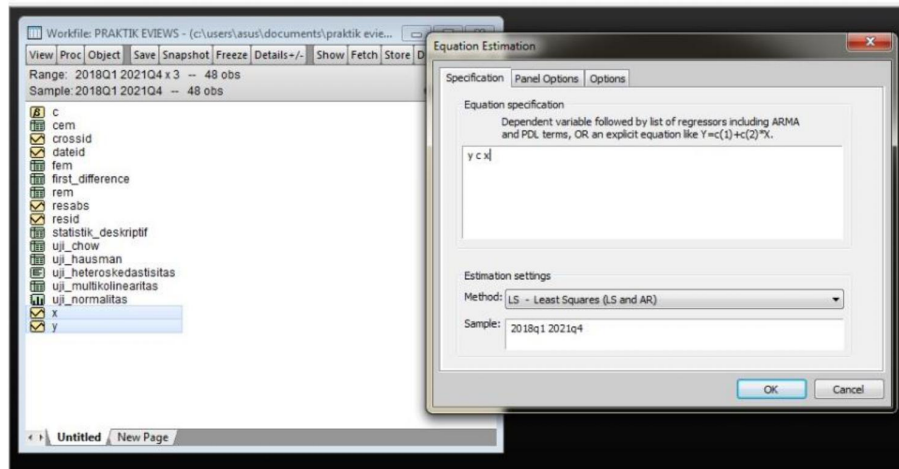 Workfile: PRAKTIK EVIEWS - (c:\users\asus\documents\praktik evie...
View Proc Object Save Snapshot Freeze Details+/- Show Fetch Store D
Range: 2018Q1 2021Q4 x 3 -- 48 obs
Sample: 2018Q1 2021Q4 -- 48 obs
c
cem
crossid
dateid
fem
first_difference
rem
resabs
resid
statistik_deskriptif
uji_chow
uji_hausman
uji_heteroskedastisitas
uji_multikolinearitas
uji_normalitas
x
y
Untitled New Page
Equation Estimation
Specification Panel Options Options
Equation specification
Dependent variable followed by list of regressors including ARMA
and PDL terms, OR an explicit equation like Y=c(1)+c(2)*X.
y c x
Estimation settings
Method: LS - Least Squares (LS and AR)
Sample: 2018q1 2021q4
OK Cancel